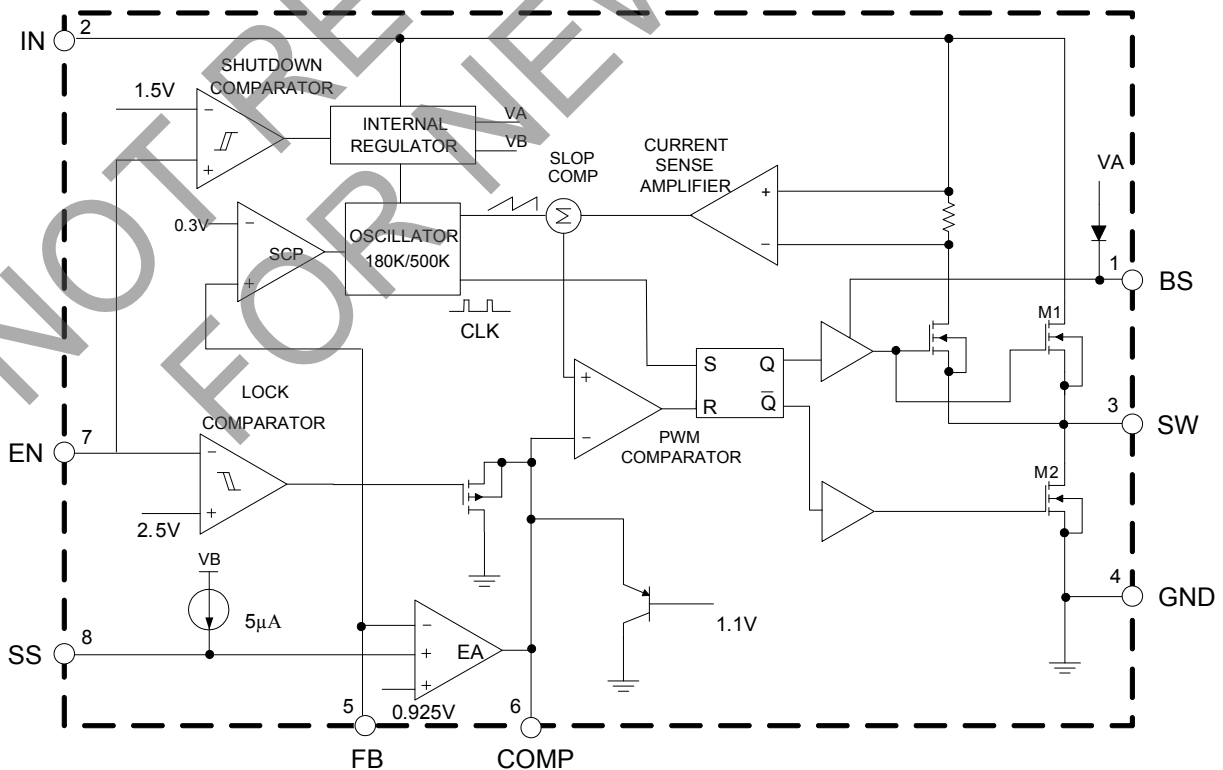 NOT RE
FOR NEW
IN
2
SHUTDOWN
COMPARATOR
1.5V
−
+
INTERNAL
REGULATOR
VA
VB
SLOP
COMP
Σ
CURRENT
SENSE
AMPLIFIER
+
−
VA
1
BS
0.3V
−
+
SCP
OSCILLATOR
180K/500K
CLK
M1
LOCK
COMPARATOR
+
−
PWM
COMPARATOR
S
Q
R
Q̅
3
SW
EN
7
−
+
2.5V
M2
VB
5µA
8
SS
−
+
+
EA
0.925V
1.1V
4
GND
5
FB
6
COMP